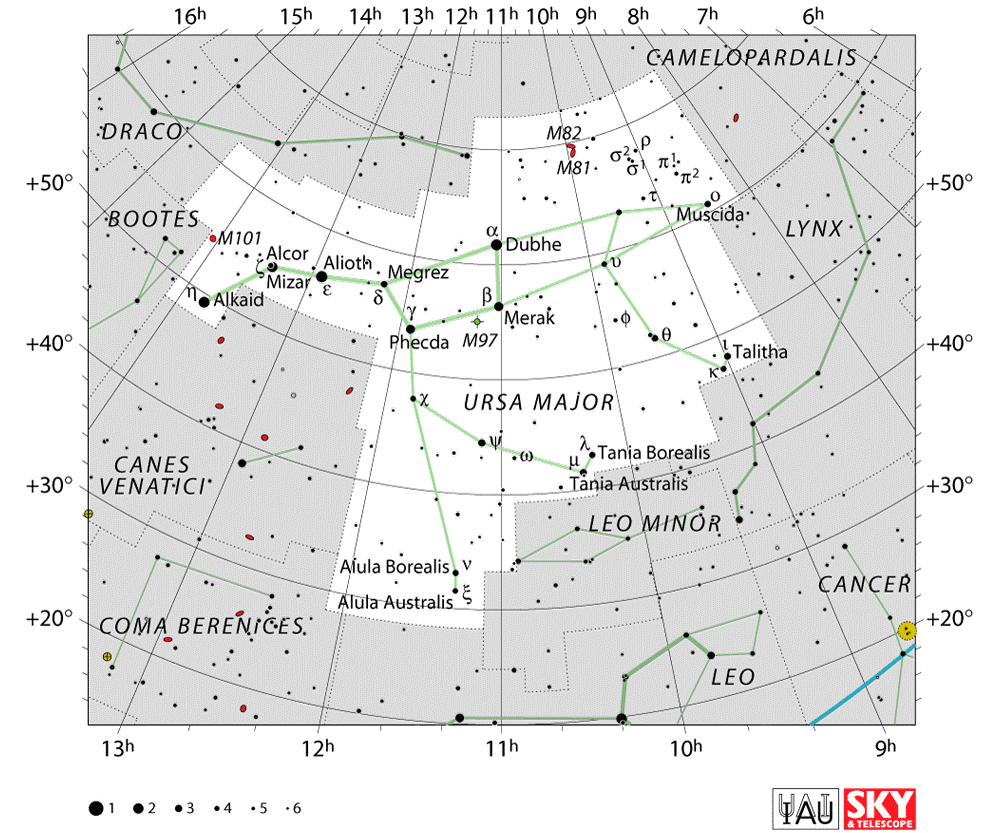 16h 15h 14h 13h 12h 11h 10h 9h 8h 7h 6h
CAMELOPARDALIS
DRACO
M82
M81
ρ
σ2
σ1
π1
π2
+50°
+50°
τ
ο
Muscida
BOOTES
M101
LYNX
α
Dubhe
Alcor
ζ
Mizar
Alioth
ε
Megrez
δ
υ
η
Alkaid
β
Merak
γ
Phecda
M97
φ
θ
+40°
+40°
ι
Talitha
κ
χ
URSA MAJOR
ψ
ω
λ
Tania Borealis
μ
Tania Australis
CANES
VENATICI
+30°
+30°
LEO MINOR
Alula Borealis
ν
Alula Australis
ξ
CANCER
+20°
+20°
COMA BERENICES
LEO
13h 12h 11h 10h 9h
1 2 3 4 5 6
IAU
SKY
& TELESCOPE